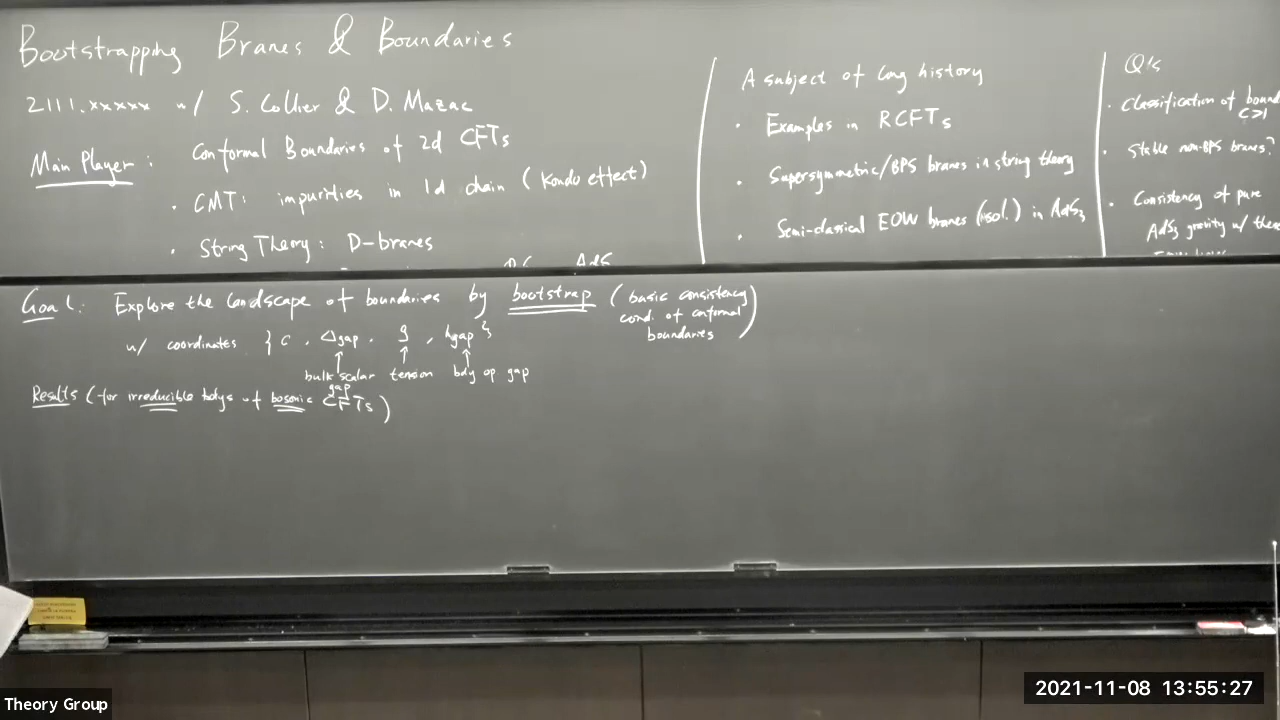 Bootstrapping Branes & Boundaries
2111.xxxxx w/ S. Collier & D. Mazac
Main Player: Conformal Boundaries of 2d CFTs
· CMT: impurities in 1d chain (Kondo effect)
· String Theory: D-branes
A subject of long history
· Examples in RCFTs
· Supersymmetric/BPS branes in string theory
· Semi-classical EOW branes (sol.) in AdS3
Q's
· Classification of bound
C>1
· Stable non-BPS branes?
· Consistency of pure
AdS3 gravity w/ these
Goal: Explore the landscape of boundaries by bootstrap (basic consistency
cond. of conformal
boundaries)
w/ coordinates { c, Δgap, g, hgap }
bulk scalar gap
tension
bdy op gap
Results (for irreducible bdys of bosonic CFTs)
Theory Group
2021-11-08 13:55:27